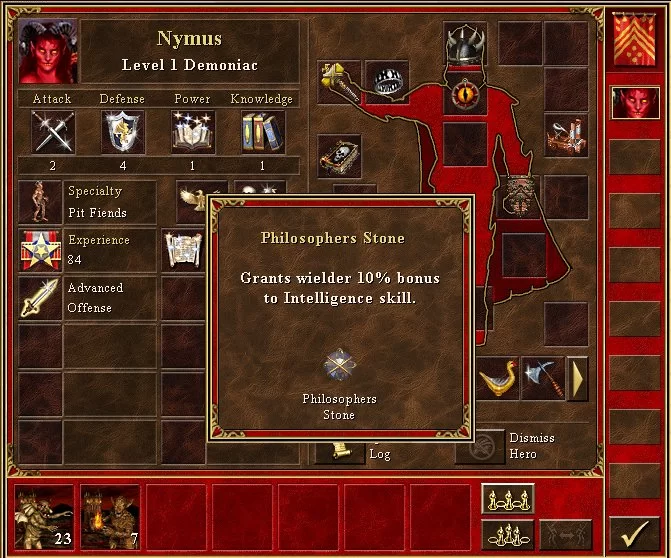 Nymus
Level 1 Demoniac
Attack Defense Power Knowledge
2 4 1 1
Specialty
Pit Fiends
Experience
84
Advanced
Offense
Philosophers Stone
Grants wielder 10% bonus
to Intelligence skill.
Philosophers
Stone
Log
Dismiss
Hero
23
7